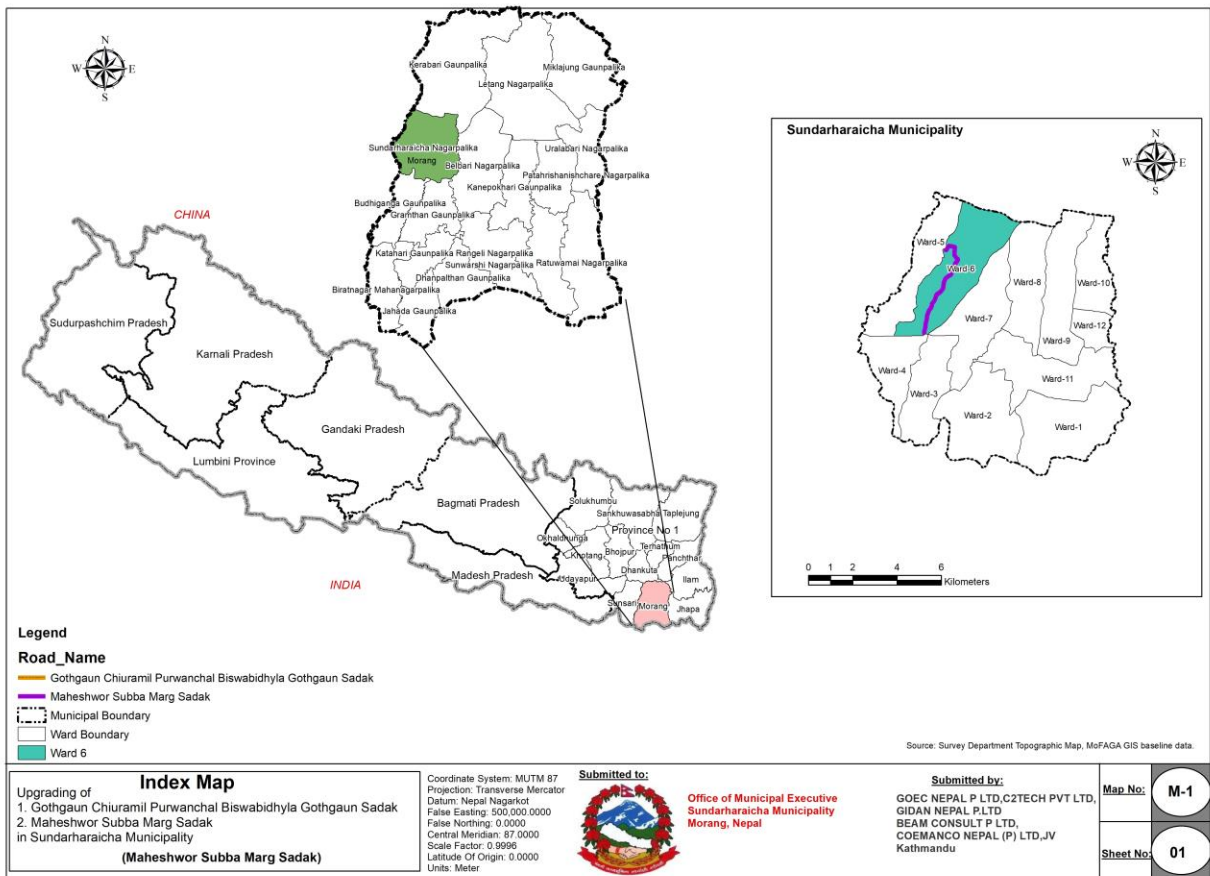 N
W E
S
Kerabari Gaunpalika
Miklajung Gaunpalika
Letang Nagarpalika
Sundarharaicha Nagarpalika
Morang
Uralabari Nagarpalika
Belbari Nagarpalika
Patahrishanishchare Nagarpalika
Kanepokhari Gaunpalika
Budhiganga Gaunpalika
Gramthan Gaunpalika
Katahari Gaunpalika
Rangeli Nagarpalika
Sunwarshi Nagarpalika
Ratuwamai Nagarpalika
Dhanpalthan Gaunpalika
Biratnagar Mahanagarpalika
Jahada Gaunpalika
CHINA
INDIA
Sudurpashchim Pradesh
Karnali Pradesh
Gandaki Pradesh
Lumbini Province
Bagmati Pradesh
Madesh Pradesh
Province No 1
Solukhumbu
Sankhuwasabha
Taplejung
Okhaldhunga
Khotang
Bhojpur
Terhathum
Panchthar
Dhankuta
Udayapur
Ilam
Sunsari
Morang
Jhapa
Sundarharaicha Municipality
N
W E
S
Ward-5
Ward-6
Ward-8
Ward-10
Ward-7
Ward-12
Ward-9
Ward-4
Ward-11
Ward-3
Ward-2
Ward-1
0 1 2 4 6
Kilometers
Legend
Road_Name
Gothgaun Chiuramil Purwanchal Biswabidhyla Gothgaun Sadak
Maheshwor Subba Marg Sadak
Municipal Boundary
Ward Boundary
Ward 6
Source: Survey Department Topographic Map, MoFAGA GIS baseline data.
Index Map
Upgrading of
1. Gothgaun Chiuramil Purwanchal Biswabidhyla Gothgaun Sadak
2. Maheshwor Subba Marg Sadak
in Sundarharaicha Municipality
(Maheshwor Subba Marg Sadak)
Coordinate System: MUTM 87
Projection: Transverse Mercator
Datum: Nepal Nagarkot
False Easting: 500,000.0000
False Northing: 0.0000
Central Meridian: 87.0000
Scale Factor: 0.9996
Latitude Of Origin: 0.0000
Units: Meter
Submitted to:
Office of Municipal Executive
Sundarharaicha Municipality
Morang, Nepal
Submitted by:
GOEC NEPAL P LTD,C2TECH PVT LTD,
GIDAN NEPAL P.LTD
BEAM CONSULT P LTD,
COEMANCO NEPAL (P) LTD,JV
Kathmandu
Map No:
M-1
Sheet No:
01